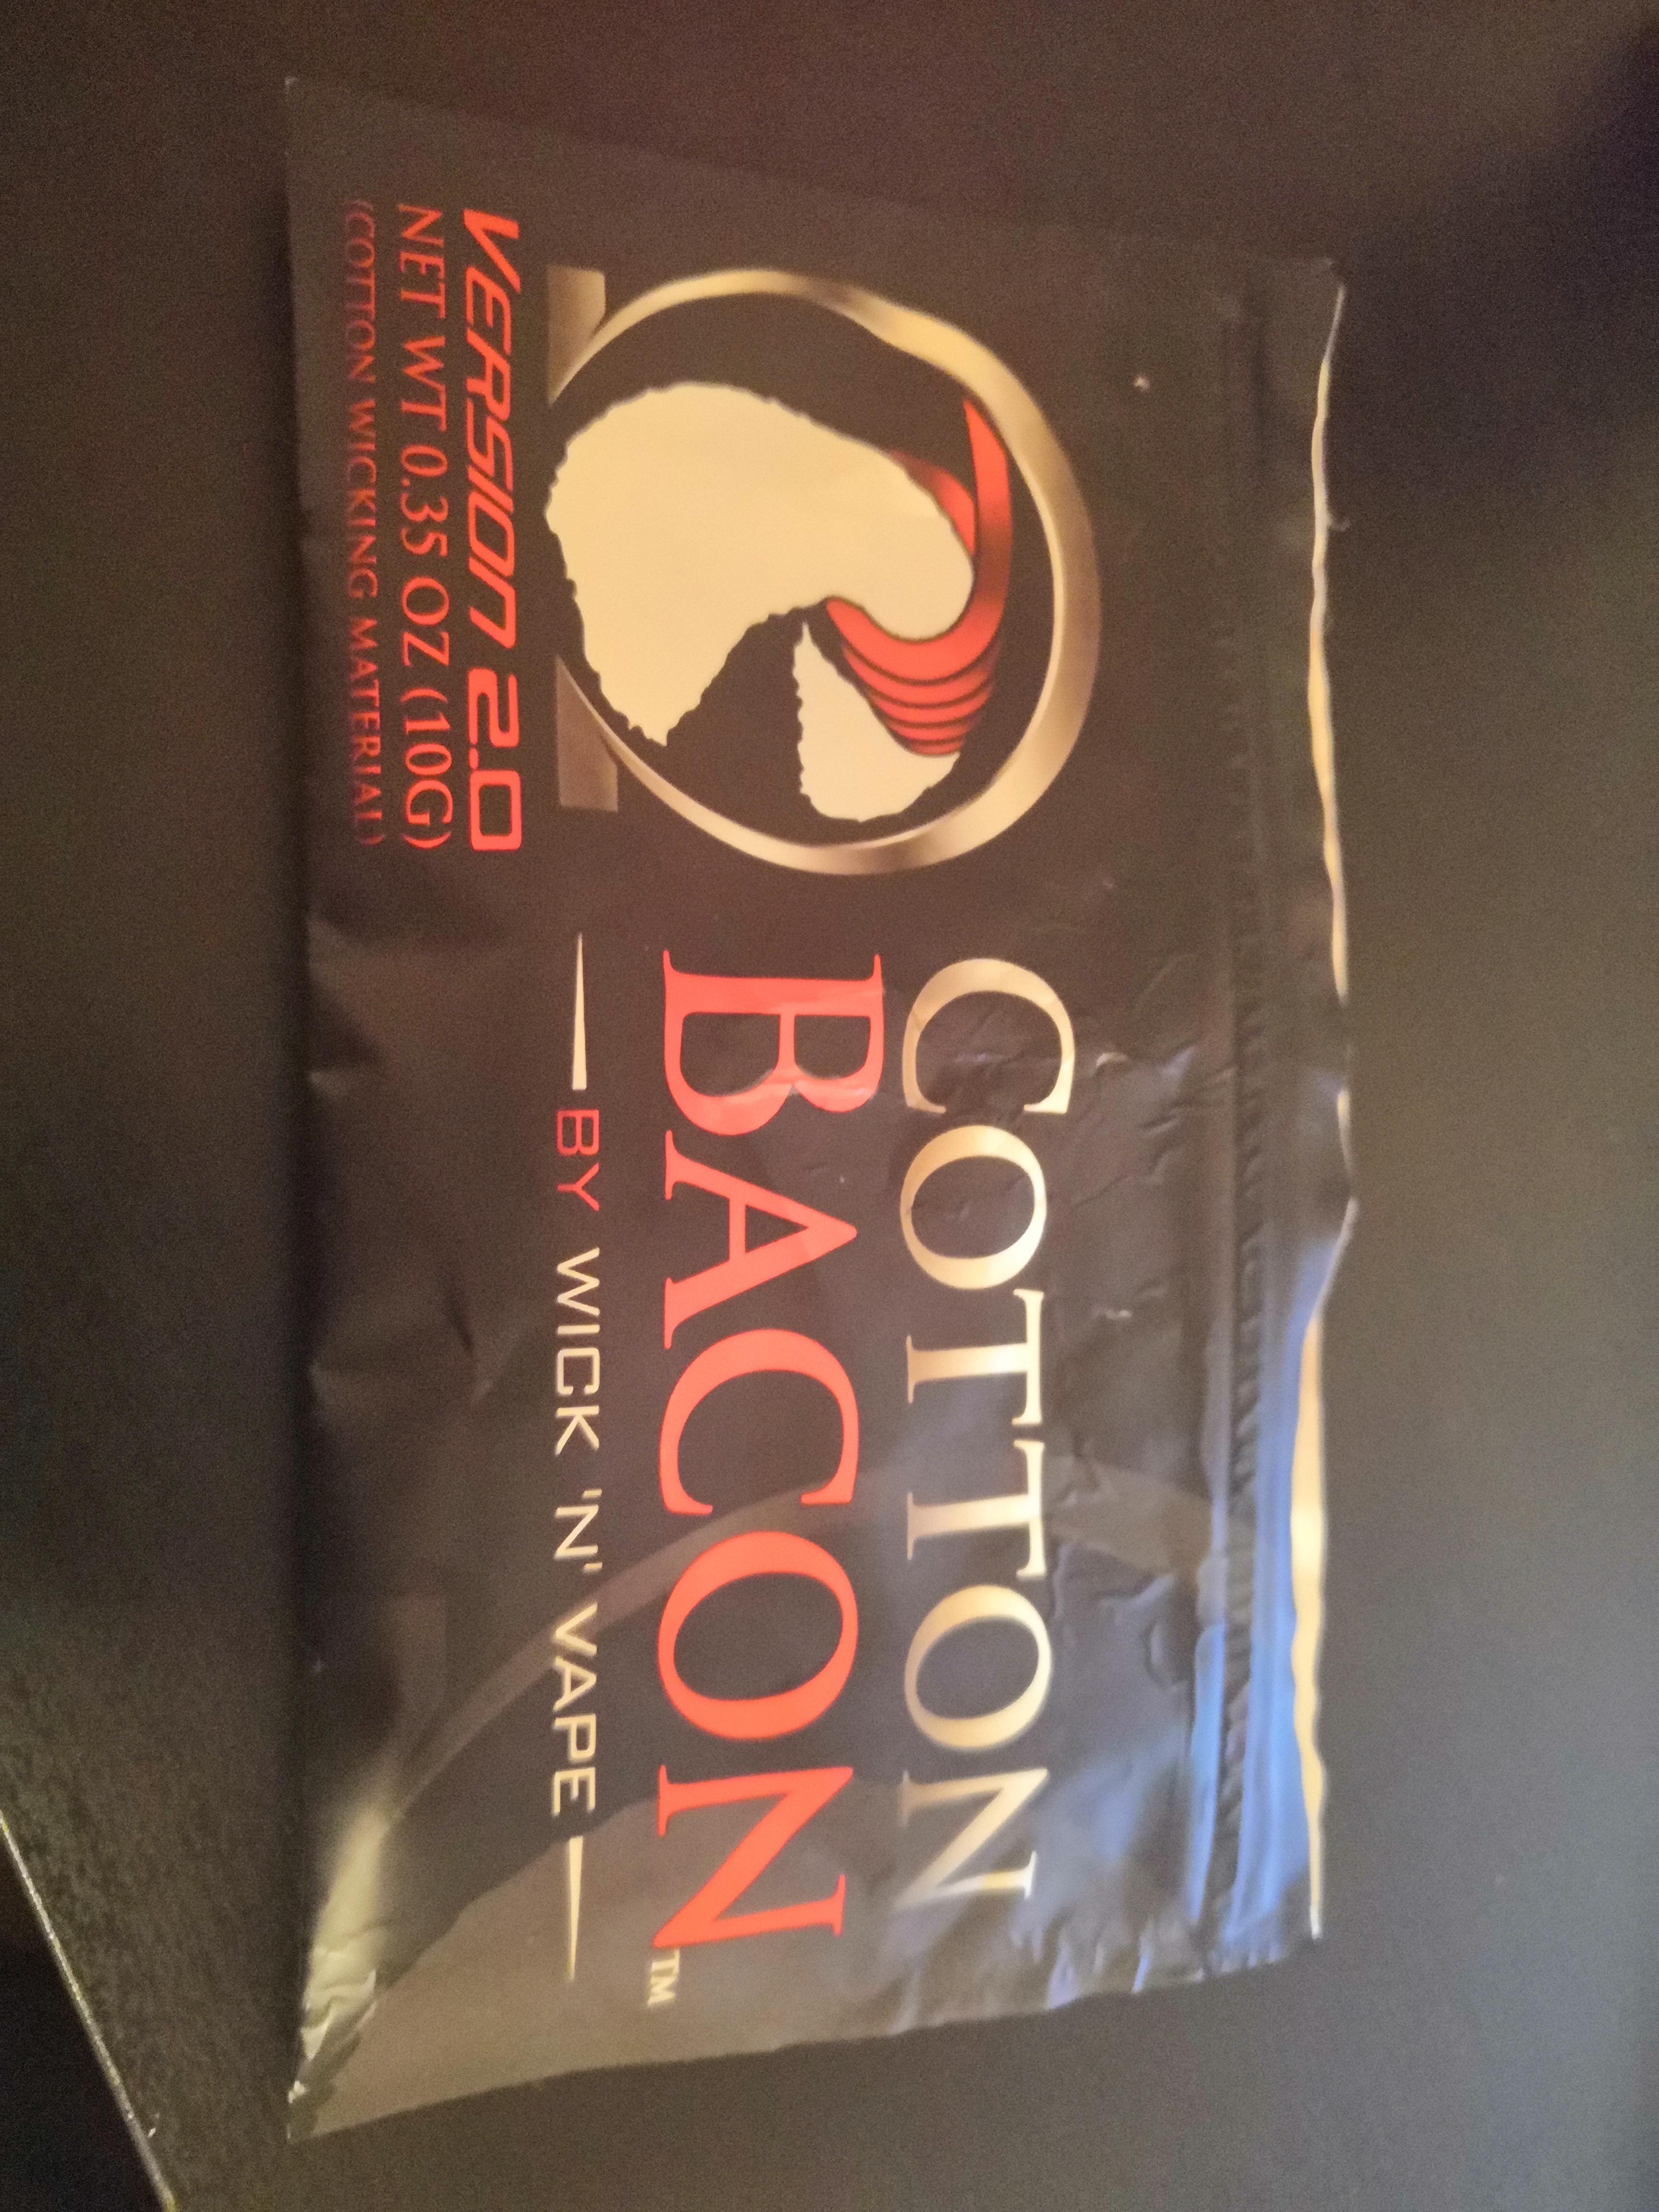 COTTON
BACON™
BY WICK 'N' VAPE
VERSION 2.0
NET WT 0.35 OZ (10G)
(COTTON WICKING MATERIAL)